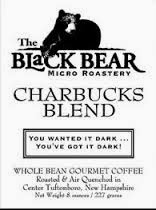 The
BLACK BEAR
MICRO ROASTERY
CHARBUCKS
BLEND
YOU WANTED IT DARK ...
YOU'VE GOT IT DARK!
WHOLE BEAN GOURMET COFFEE
Roasted & Air Quenched in
Center Tuftonboro, New Hampshire
Net Weight 8 ounces / 227 grams